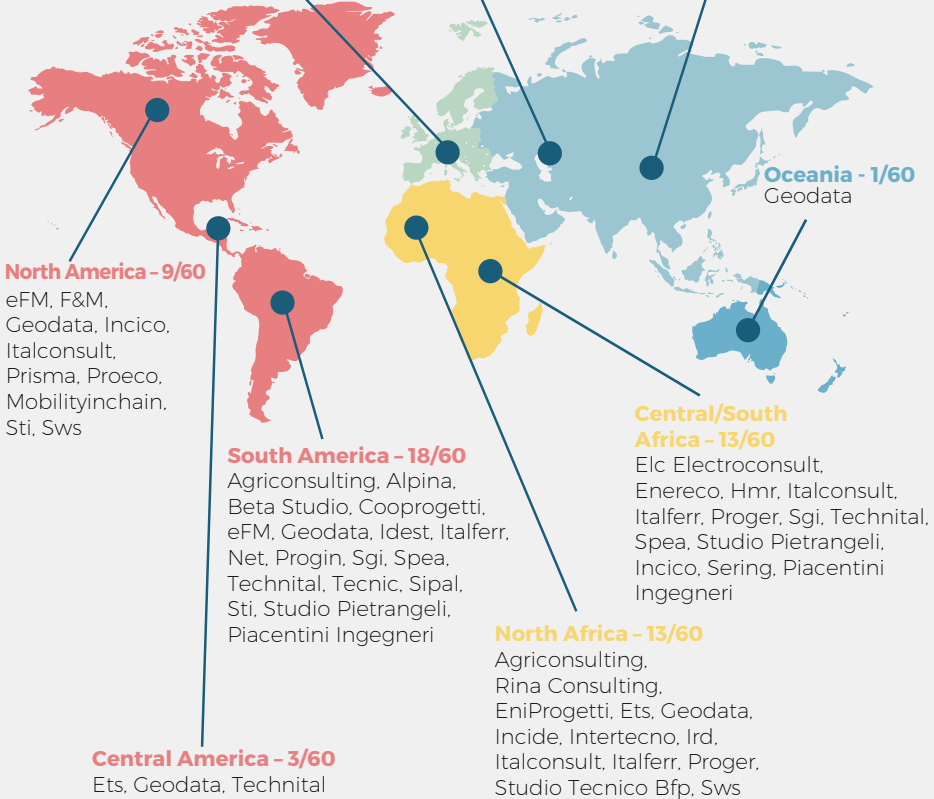 Oceania - 1/60
Geodata
North America – 9/60
eFM, F&M,
Geodata, Incico,
Italconsult,
Prisma, Proeco,
Mobilityinchain,
Sti, Sws
Central/South
Africa – 13/60
Elc Electroconsult,
Enereco, Hmr, Italconsult,
Italferr, Proger, Sgi, Technital,
Spea, Studio Pietrangeli,
Incico, Sering, Piacentini
Ingegneri
South America – 18/60
Agriconsulting, Alpina,
Beta Studio, Cooprogetti,
eFM, Geodata, Idest, Italferr,
Net, Progin, Sgi, Spea,
Technital, Tecnic, Sipal,
Sti, Studio Pietrangeli,
Piacentini Ingegneri
North Africa – 13/60
Agriconsulting,
Rina Consulting,
EniProgetti, Ets, Geodata,
Incide, Intertecno, Ird,
Italconsult, Italferr, Proger,
Studio Tecnico Bfp, Sws
Central America – 3/60
Ets, Geodata, Technital